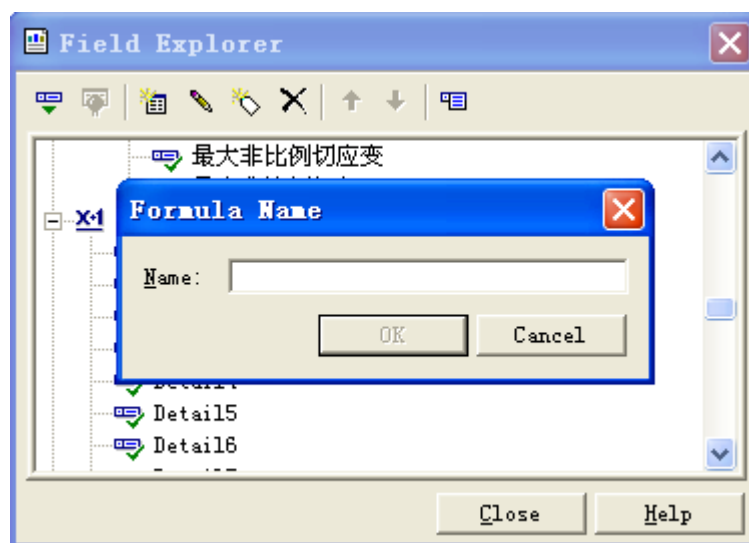 Field Explorer
最大非比例切应变
X+1
Formula Name
Name:
OK
Cancel
Detail5
Detail6
Close
Help